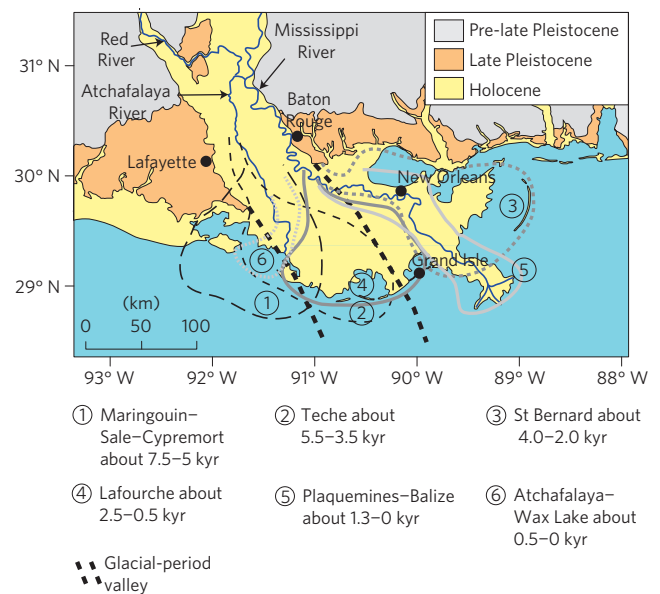 Red
River
Mississippi
River
Pre-late Pleistocene
Late Pleistocene
Holocene
31° N
Atchafalaya
River
Baton
Rouge
Lafayette
30° N
New Orleans
3
29° N
6
Grand Isle
5
4
1
2
(km)
0 50 100
93° W 92° W 91° W 90° W 89° W 88° W
1 Maringouin–
Sale–Cypremort
about 7.5–5 kyr
2 Teche about
5.5–3.5 kyr
3 St Bernard about
4.0–2.0 kyr
4 Lafourche about
2.5–0.5 kyr
5 Plaquemines–Balize
about 1.3–0 kyr
6 Atchafalaya–
Wax Lake about
0.5–0 kyr
Glacial-period
valley